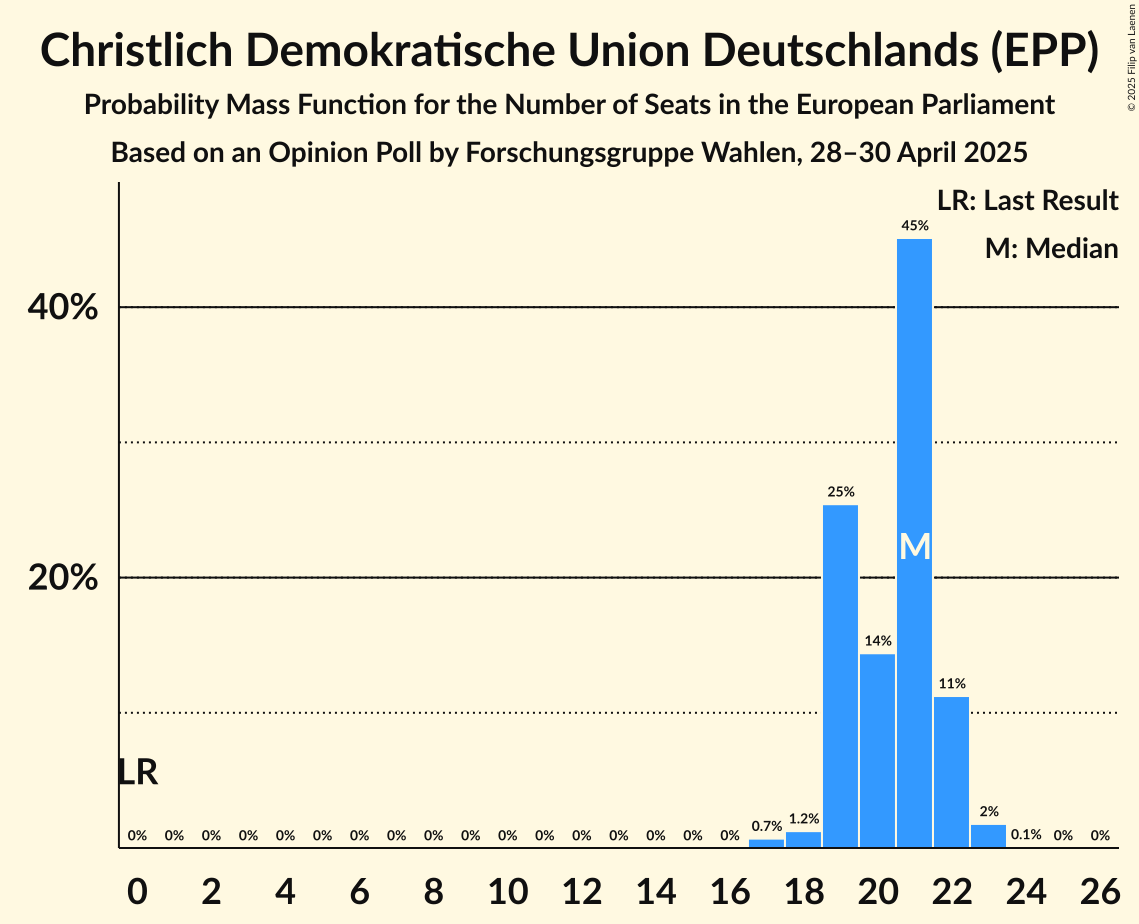 Christlich Demokratische Union Deutschlands (EPP)
Probability Mass Function for the Number of Seats in the European Parliament
Based on an Opinion Poll by Forschungsgruppe Wahlen, 28–30 April 2025
© 2025 Filip van Laenen
LR: Last Result
M: Median
45%
40%
25%
M
20%
14%
11%
LR
0% 0% 0% 0% 0% 0% 0% 0% 0% 0% 0% 0% 0% 0% 0% 0% 0% 0.7% 1.2% 2% 0.1% 0% 0%
0 2 4 6 8 10 12 14 16 18 20 22 24 26